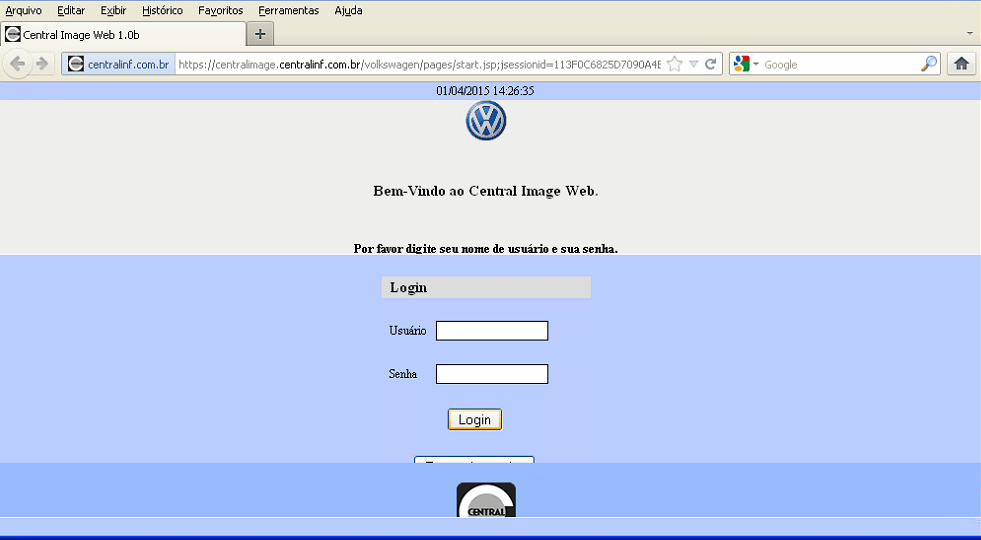 Arquivo Editar Exibir Histórico Favoritos Ferramentas Ajuda
Central Image Web 1.0b +
centralinf.com.br https://centralimage.centralinf.com.br/volkswagen/pages/start.jsp;jsessionid=113F0C6825D7090A4E Google
01/04/2015 14:26:35
Bem-Vindo ao Central Image Web.
Por favor digite seu nome de usuário e sua senha.
Login
Usuário
Senha
Login
CENTRAL